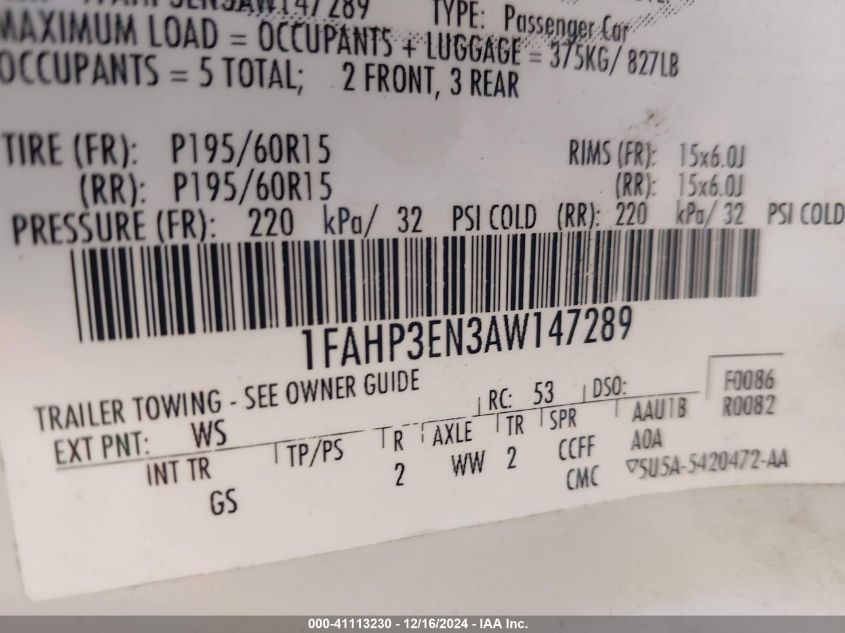 1FAHP3EN3AW147289 TYPE: Passenger Car
MAXIMUM LOAD = OCCUPANTS + LUGGAGE = 375KG/ 827LB
OCCUPANTS = 5 TOTAL; 2 FRONT, 3 REAR
TIRE (FR): P195/60R15 RIMS (FR): 15x6.0J
(RR): P195/60R15 (RR): 15x6.0J
PRESSURE (FR): 220 kPa/ 32 PSI COLD (RR): 220 kPa/ 32 PSI COLD
1FAHP3EN3AW147289
TRAILER TOWING - SEE OWNER GUIDE
EXT PNT: WS RC: 53 DSO: F0086
R0082
INT TR TP/PS R AXLE TR SPR AAU1B
GS 2 WW 2 CCFF A0A
CMC ▽5U5A-5420472-AA
000-41113230 - 12/16/2024 - IAA Inc.